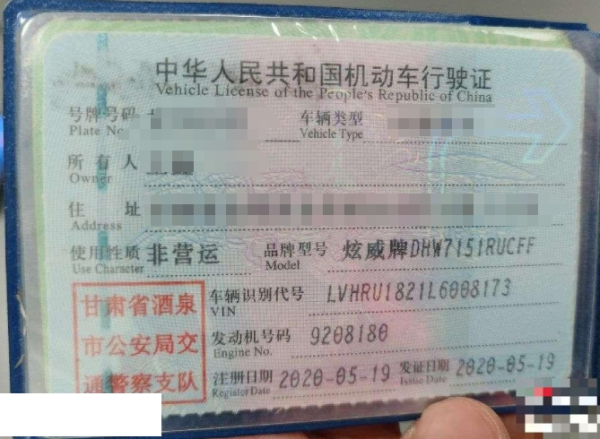 中华人民共和国机动车行驶证
Vehicle License of the People's Republic of China
号牌号码 车辆类型
Plate No. Vehicle Type
所有人
Owner
住址
Address
使用性质 非营运 品牌型号 炫威牌DHW7151RUCFF
Use Character Model
甘肃省酒泉
市公安局交
通警察支队
车辆识别代号 LVHRU1821L6008173
VIN
发动机号码 9208180
Engine No.
注册日期 2020-05-19 发证日期 2020-05-19
Register Date Issue Date